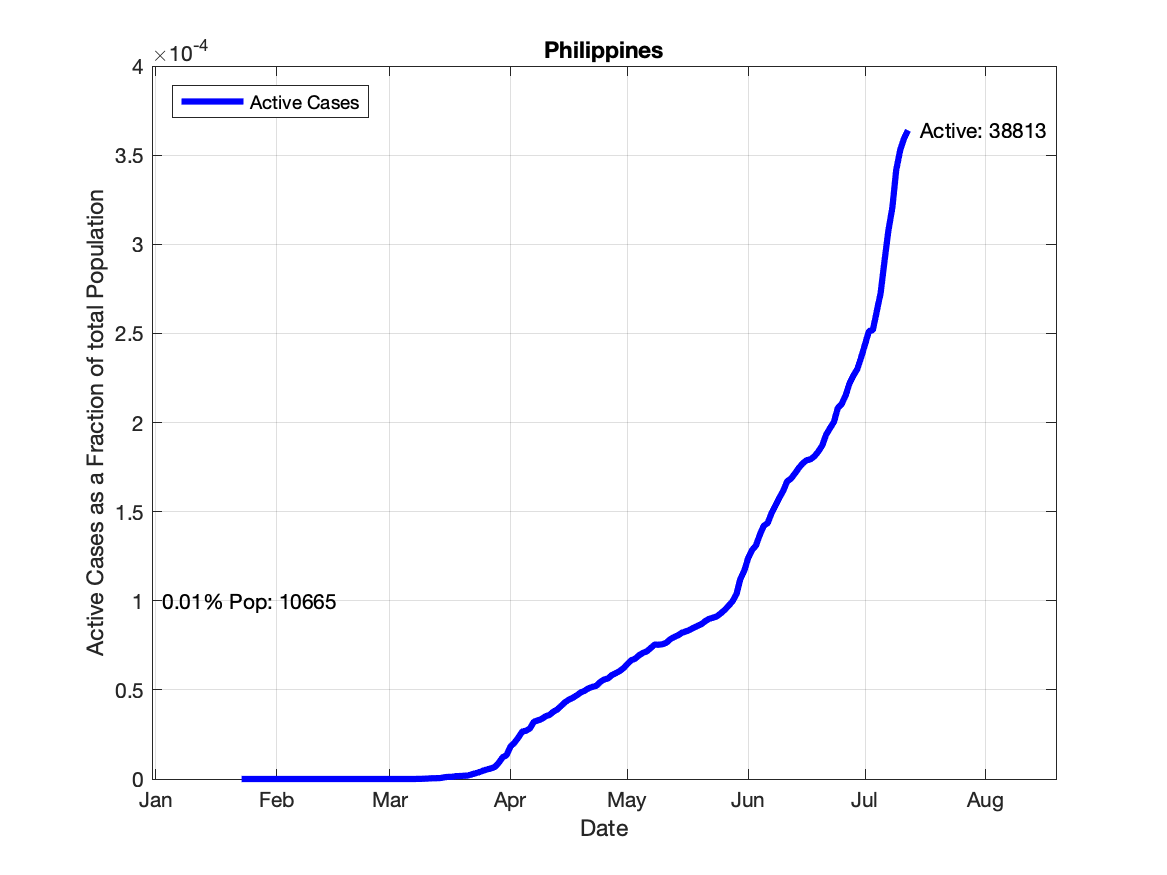 Philippines
×10-4
Active Cases
Active: 38813
0.01% Pop: 10665
4
3.5
3
2.5
2
1.5
1
0.5
0
Active Cases as a Fraction of total Population
Jan Feb Mar Apr May Jun Jul Aug
Date